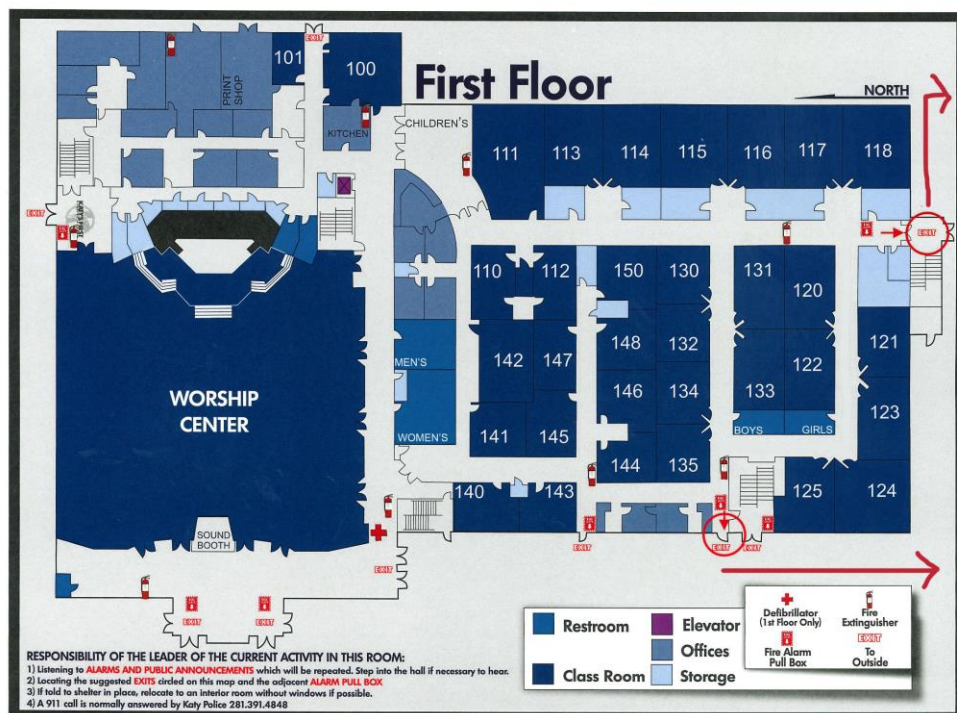 First Floor
NORTH
EXIT
101
100
PRINT
SHOP
KITCHEN
CHILDREN'S
111
113
114
115
116
117
118
EXIT
EXIT
110
112
150
130
131
120
148
132
121
142
147
122
146
134
133
123
MEN'S
WORSHIP
CENTER
WOMEN'S
141
145
BOYS
GIRLS
144
135
140
143
125
124
SOUND
BOOTH
EXIT
EXIT
EXIT
EXIT
EXIT
EXIT
Restroom
Elevator
Offices
Class Room
Storage
Defibrillator
(1st Floor Only)
Fire
Extinguisher
Fire Alarm
Pull Box
EXIT
To
Outside
RESPONSIBILITY OF THE LEADER OF THE CURRENT ACTIVITY IN THIS ROOM:
1) Listening to ALARMS AND PUBLIC ANNOUNCEMENTS which will be repeated. Step into the hall if necessary to hear.
2) Locating the suggested EXITS circled on this map and the adjacent ALARM PULL BOX
3) If told to shelter in place, relocate to an interior room without windows if possible.
4) A 911 call is normally answered by Katy Police 281.391.4848